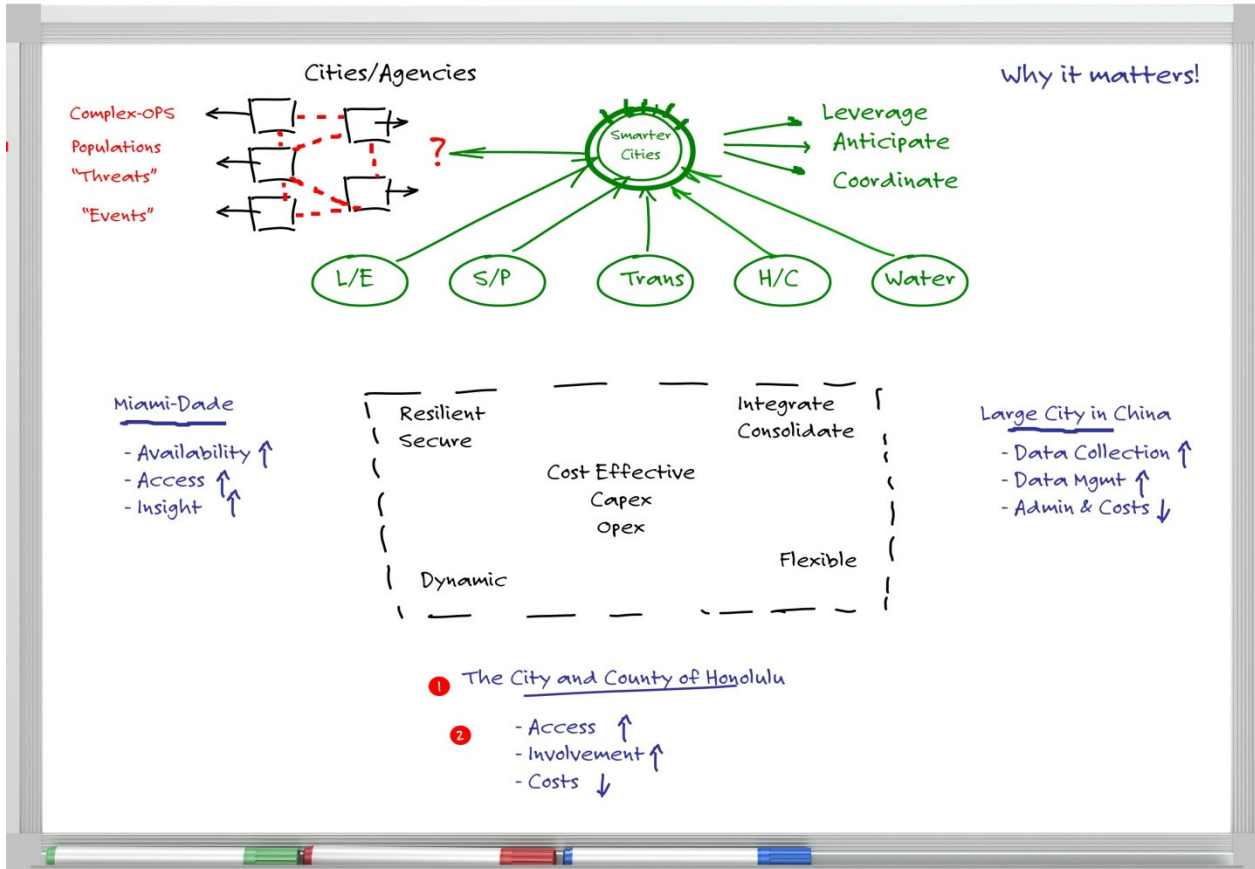 Cities/Agencies
Why it matters!
Complex-OPS
Populations
"Threats"
"Events"
?
Smarter
Cities
Leverage
Anticipate
Coordinate
L/E
S/P
Trans
H/C
Water
Miami-Dade
- Availability ↑
- Access ↑
- Insight ↑
Resilient
Secure
Integrate
Consolidate
Cost Effective
Capex
Opex
Dynamic
Flexible
Large City in China
- Data Collection ↑
- Data Mgmt ↑
- Admin & Costs ↓
1 The City and County of Honolulu
2 - Access ↑
- Involvement ↑
- Costs ↓